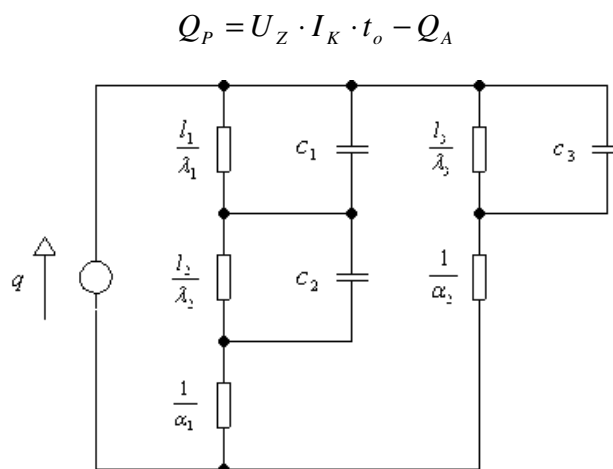 Q_P = U_Z · I_K · t_o − Q_A
l_1/λ_1
c_1
l_3/λ_3
c_3
q
l_2/λ_2
c_2
1/α_2
1/α_1